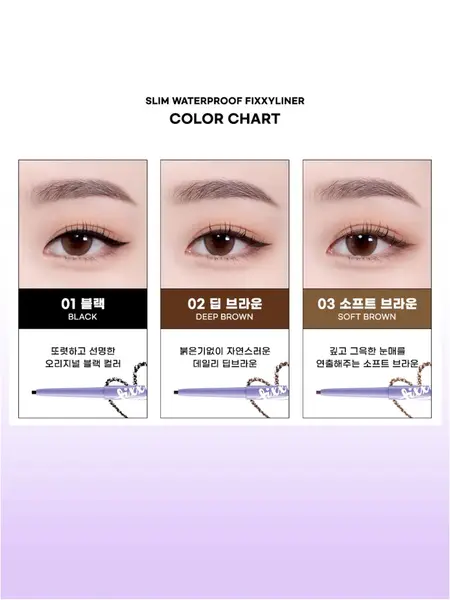 SLIM WATERPROOF FIXXYLINER
COLOR CHART
01 블랙
BLACK
또렷하고 선명한
오리지널 블랙 컬러
02 딥 브라운
DEEP BROWN
붉은기없이 자연스러운
데일리 딥브라운
03 소프트 브라운
SOFT BROWN
깊고 그윽한 눈매를
연출해주는 소프트 브라운